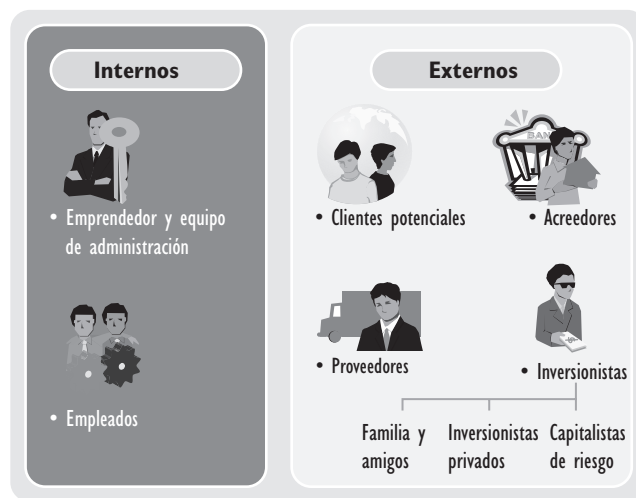 Internos
• Emprendedor y equipo
de administración
• Empleados
Externos
• Clientes potenciales
• Acreedores
• Proveedores
• Inversionistas
Familia y
amigos
Inversionistas
privados
Capitalistas
de riesgo